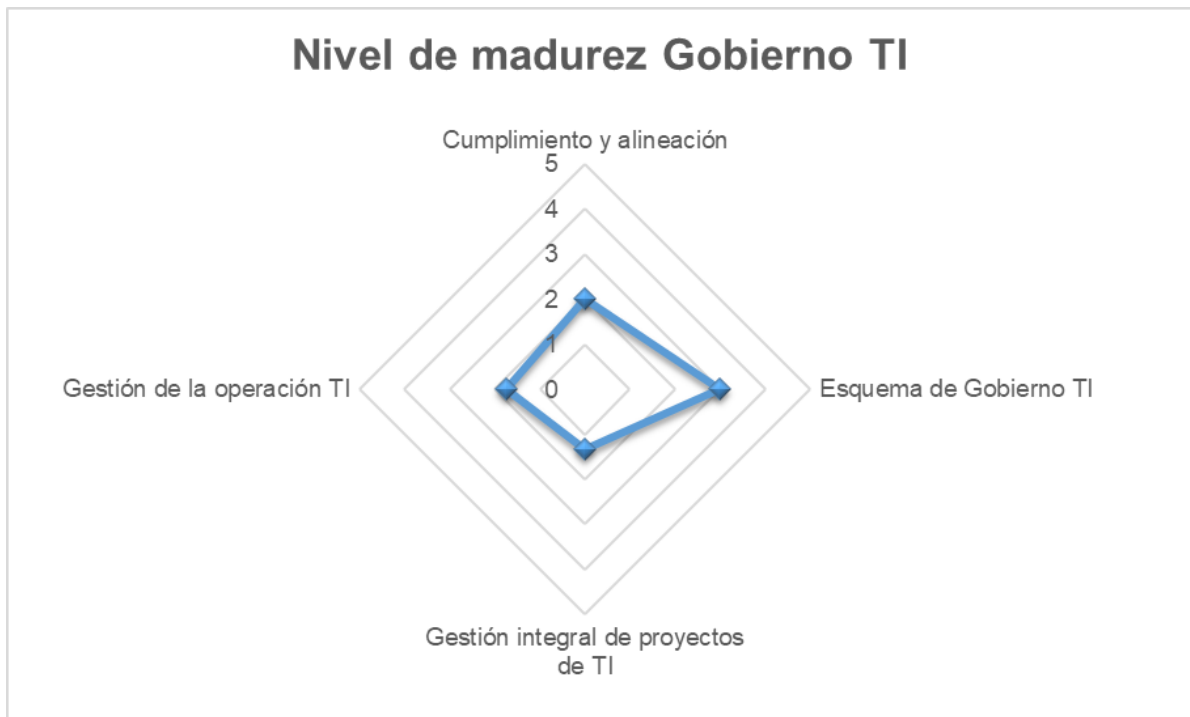 Nivel de madurez Gobierno TI
Cumplimiento y alineación
5
4
3
2
1
0
Gestión de la operación TI
Esquema de Gobierno TI
Gestión integral de proyectos
de TI